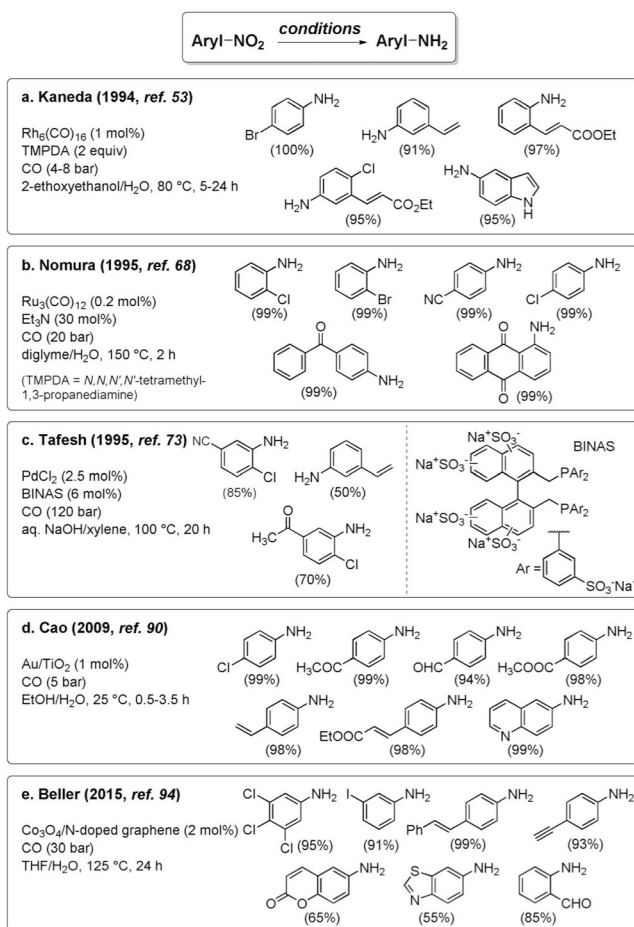 conditions
Aryl–NO2 Aryl–NH2
a. Kaneda (1994, ref. 53)
Rh6(CO)16 (1 mol%)
TMPDA (2 equiv)
CO (4-8 bar)
2-ethoxyethanol/H2O, 80 °C, 5-24 h
NH2
Br
(100%)
H2N
(91%)
NH2
COOEt
(97%)
Cl
H2N
COOEt
(95%)
H2N
N
H
(95%)
b. Nomura (1995, ref. 68)
Ru3(CO)12 (0.2 mol%)
Et3N (30 mol%)
CO (20 bar)
diglyme/H2O, 150 °C, 2 h
(TMPDA = N,N,N',N'-tetramethyl-
1,3-propanediamine)
NH2
Cl
(99%)
NH2
Br
(99%)
NH2
NC
(99%)
NH2
Cl
(99%)
O
NH2
(99%)
O NH2
O
(99%)
c. Tafesh (1995, ref. 73)
PdCl2 (2.5 mol%)
BINAS (6 mol%)
CO (120 bar)
aq. NaOH/xylene, 100 °C, 20 h
NC
NH2
Cl
(85%)
H2N
(50%)
O
H3C
NH2
Cl
(70%)
Na+SO3-
Na+SO3-
BINAS
Na+SO3-
PAr2
PAr2
Na+SO3-
Na+SO3-
Ar =
SO3-Na+
d. Cao (2009, ref. 90)
Au/TiO2 (1 mol%)
CO (5 bar)
EtOH/H2O, 25 °C, 0.5-3.5 h
NH2
Cl
(99%)
O
H3C
NH2
(99%)
NH2
OHC
(94%)
NH2
H3COOC
(98%)
NH2
(98%)
NH2
EtOOC
(98%)
NH2
N
(99%)
e. Beller (2015, ref. 94)
Co3O4/N-doped graphene (2 mol%)
CO (30 bar)
THF/H2O, 125 °C, 24 h
Cl
NH2
Cl
Cl
(95%)
I
NH2
(91%)
NH2
Ph
(99%)
NH2
(93%)
NH2
O O
(65%)
S
NH2
N
(55%)
NH2
CHO
(85%)